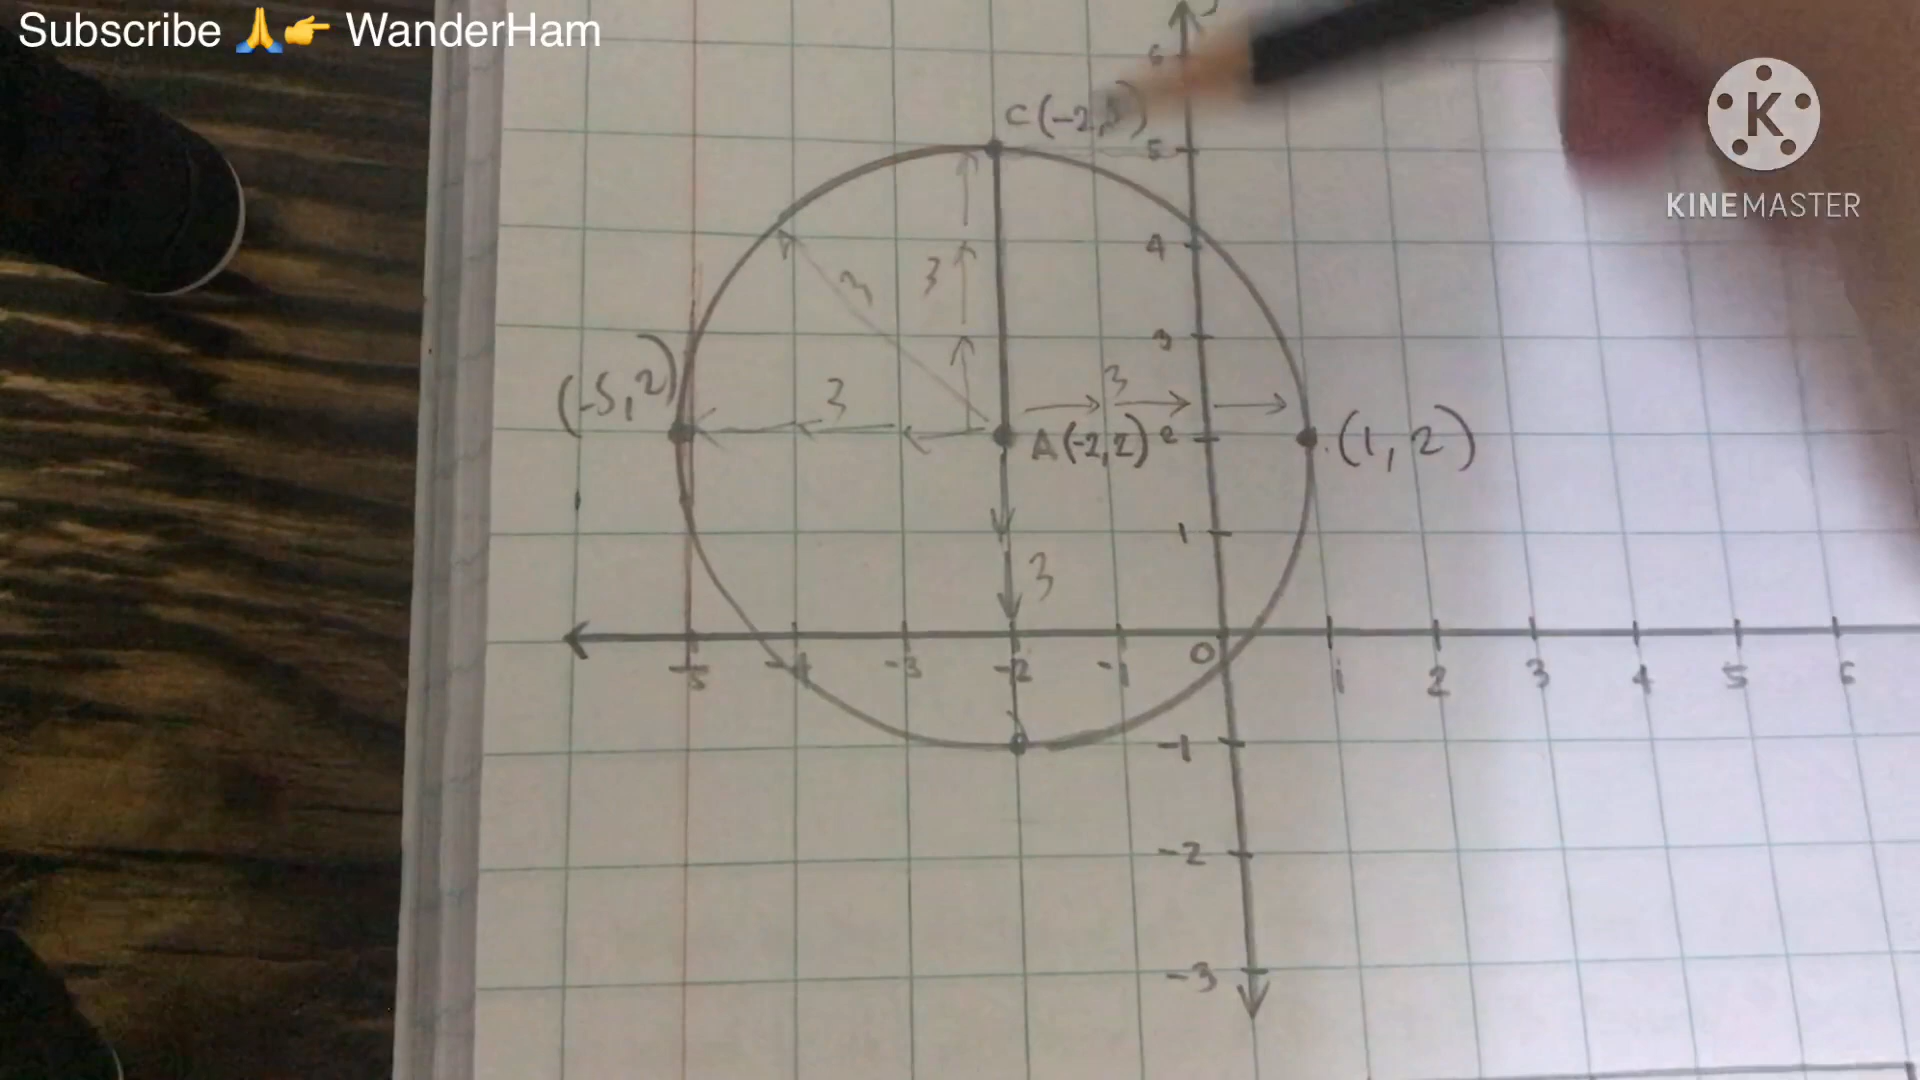 Subscribe 🙏👉 WanderHam
K
KINEMASTER
6
C(-2,
5
4
3
3
3
(-5,2)
3
3
A(-2,2) 2
(1,2)
1
3
-5 -4 -3 -2 -1 0 1 2 3 4 5 6
-1
-2
-3